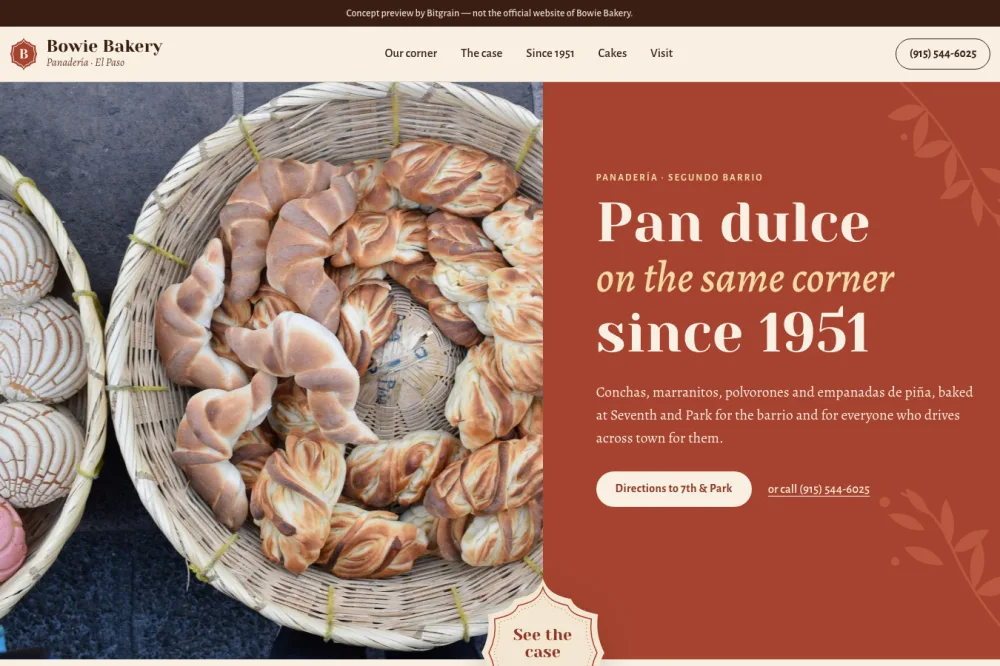 Concept preview by Bitgrain — not the official website of Bowie Bakery.
B
Bowie Bakery
Panadería · El Paso
Our corner
The case
Since 1951
Cakes
Visit
(915) 544-6025
PANADERÍA · SEGUNDO BARRIO
Pan dulce
on the same corner
since 1951
Conchas, marranitos, polvorones and empanadas de piña, baked
at Seventh and Park for the barrio and for everyone who drives
across town for them.
Directions to 7th & Park
or call (915) 544-6025
See the
case